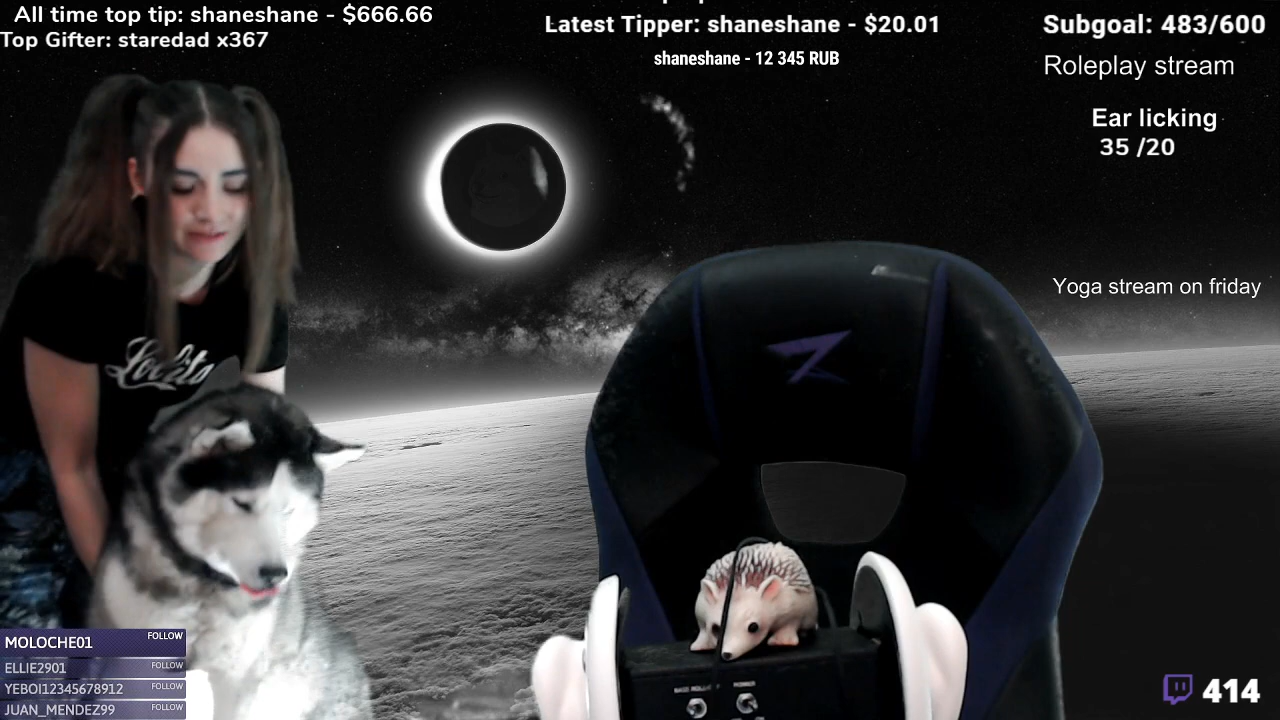 All time top tip: shaneshane - $666.66
Top Gifter: staredad x367
Latest Tipper: shaneshane - $20.01
shaneshane - 12 345 RUB
Subgoal: 483/600
Roleplay stream
Ear licking
35 /20
Yoga stream on friday
MOLOCHE01 FOLLOW
ELLIE2901 FOLLOW
YEBOI12345678912 FOLLOW
JUAN_MENDEZ99 FOLLOW
414